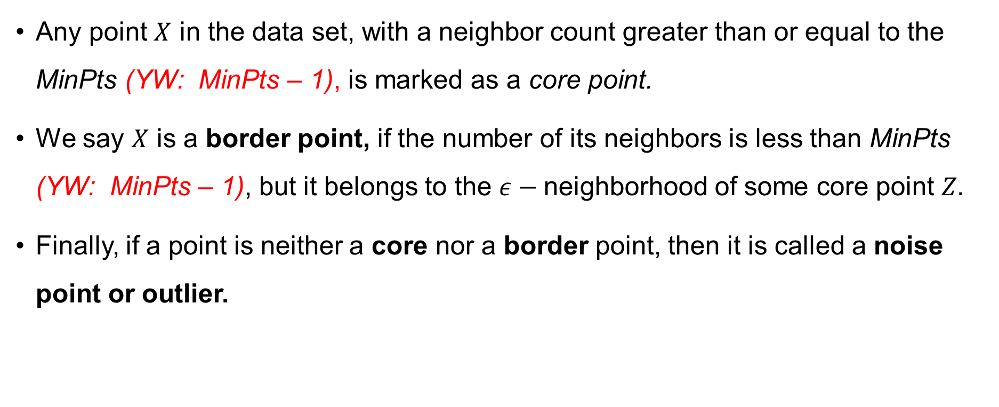 • Any point X in the data set, with a neighbor count greater than or equal to the
MinPts (YW:  MinPts – 1), is marked as a core point.
• We say X is a border point, if the number of its neighbors is less than MinPts
(YW:  MinPts – 1), but it belongs to the ϵ − neighborhood of some core point Z.
• Finally, if a point is neither a core nor a border point, then it is called a noise
point or outlier.